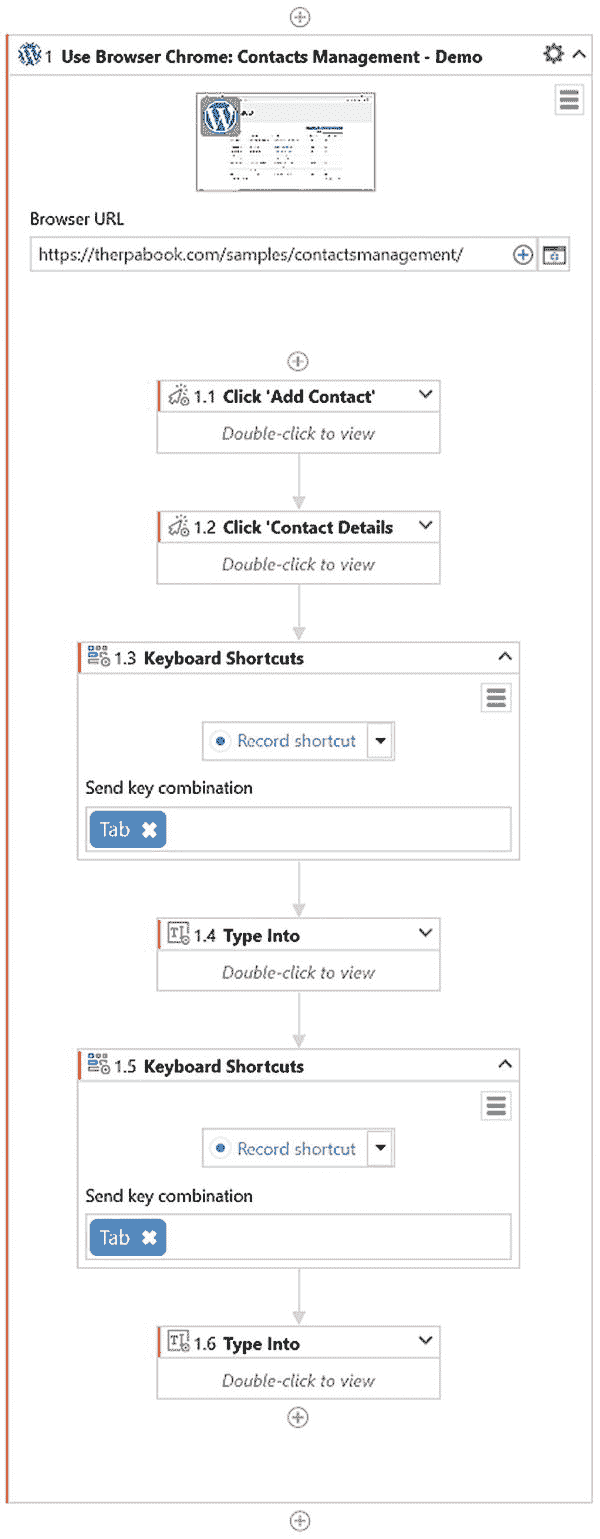 1 Use Browser Chrome: Contacts Management - Demo
Browser URL
https://therpabook.com/samples/contactsmanagement/
1.1 Click 'Add Contact'
Double-click to view
1.2 Click 'Contact Details
Double-click to view
1.3 Keyboard Shortcuts
Record shortcut
Send key combination
Tab
1.4 Type Into
Double-click to view
1.5 Keyboard Shortcuts
Record shortcut
Send key combination
Tab
1.6 Type Into
Double-click to view